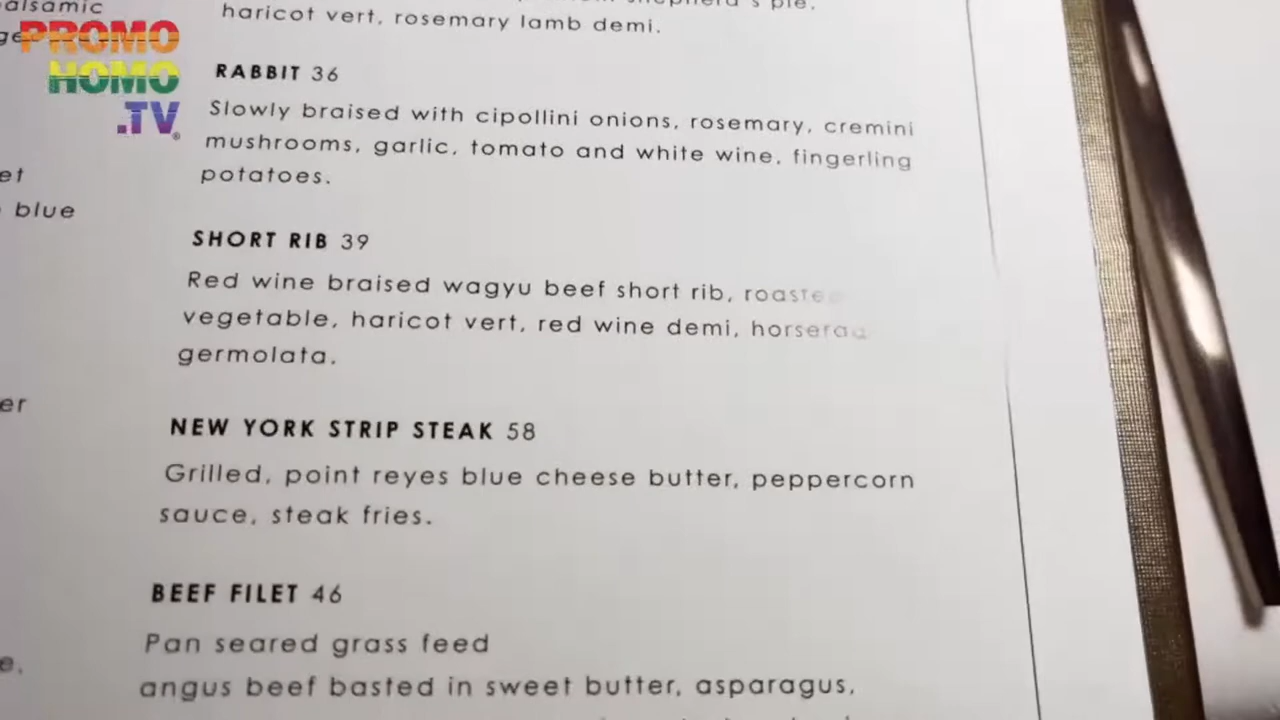 alsamic
PROMO
HOMO
.TV
et
blue
er
haricot vert, rosemary lamb demi.
RABBIT 36
Slowly braised with cipollini onions, rosemary, cremini
mushrooms, garlic, tomato and white wine, fingerling
potatoes.
SHORT RIB 39
Red wine braised wagyu beef short rib,
vegetable, haricot vert, red wine demi,
germolata.
NEW YORK STRIP STEAK 58
Grilled, point reyes blue cheese butter, peppercorn
sauce, steak fries.
BEEF FILET 46
Pan seared grass feed
angus beef basted in sweet butter, asparagus,